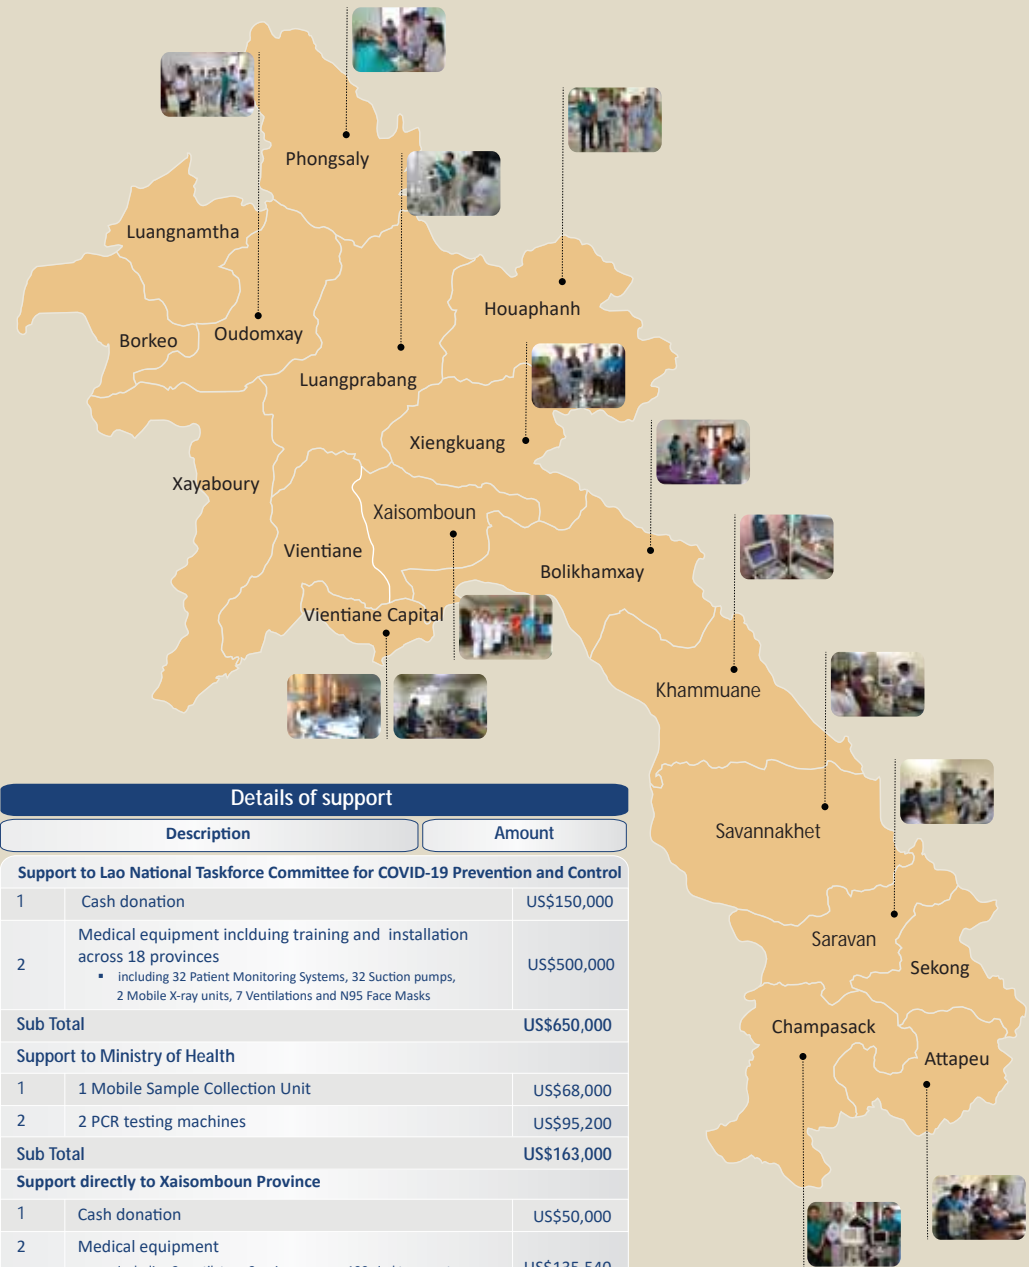 Phongsaly
Luangnamtha
Houaphanh
Oudomxay
Borkeo
Luangprabang
Xiengkuang
Xayaboury
Xaisomboun
Vientiane
Bolikhamxay
Vientiane Capital
Khammuane
Savannakhet
Saravan
Sekong
Champasack
Attapeu
Details of support
Description Amount
Support to Lao National Taskforce Committee for COVID-19 Prevention and Control
1 Cash donation US$150,000
2 Medical equipment inclduing training and installation
across 18 provinces US$500,000
▪ including 32 Patient Monitoring Systems, 32 Suction pumps,
2 Mobile X-ray units, 7 Ventilations and N95 Face Masks
Sub Total US$650,000
Support to Ministry of Health
1 1 Mobile Sample Collection Unit US$68,000
2 2 PCR testing machines US$95,200
Sub Total US$163,000
Support directly to Xaisomboun Province
1 Cash donation US$50,000
2 Medical equipment
US$135,540